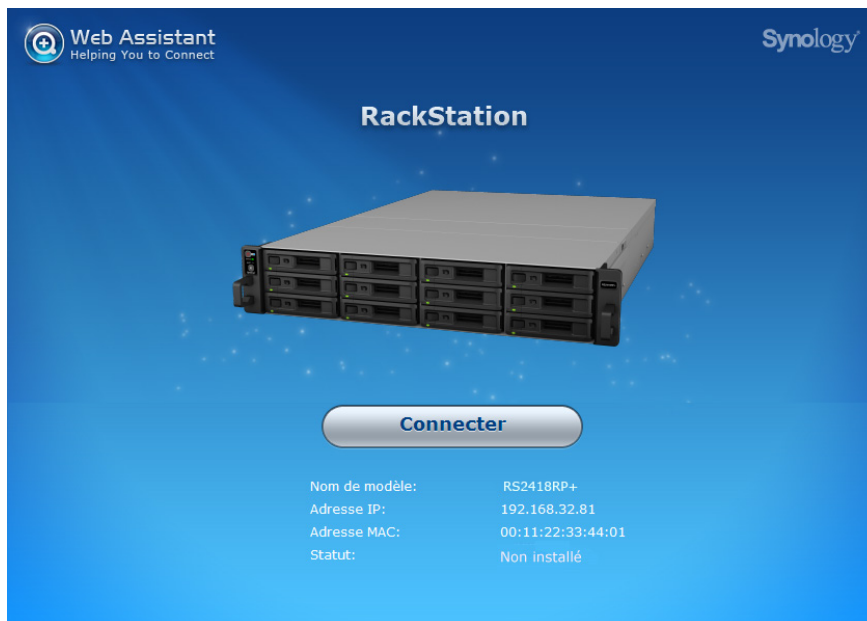 Web Assistant
Helping You to Connect
Synology
RackStation
Connecter
Nom de modèle: RS2418RP+
Adresse IP: 192.168.32.81
Adresse MAC: 00:11:22:33:44:01
Statut: Non installé